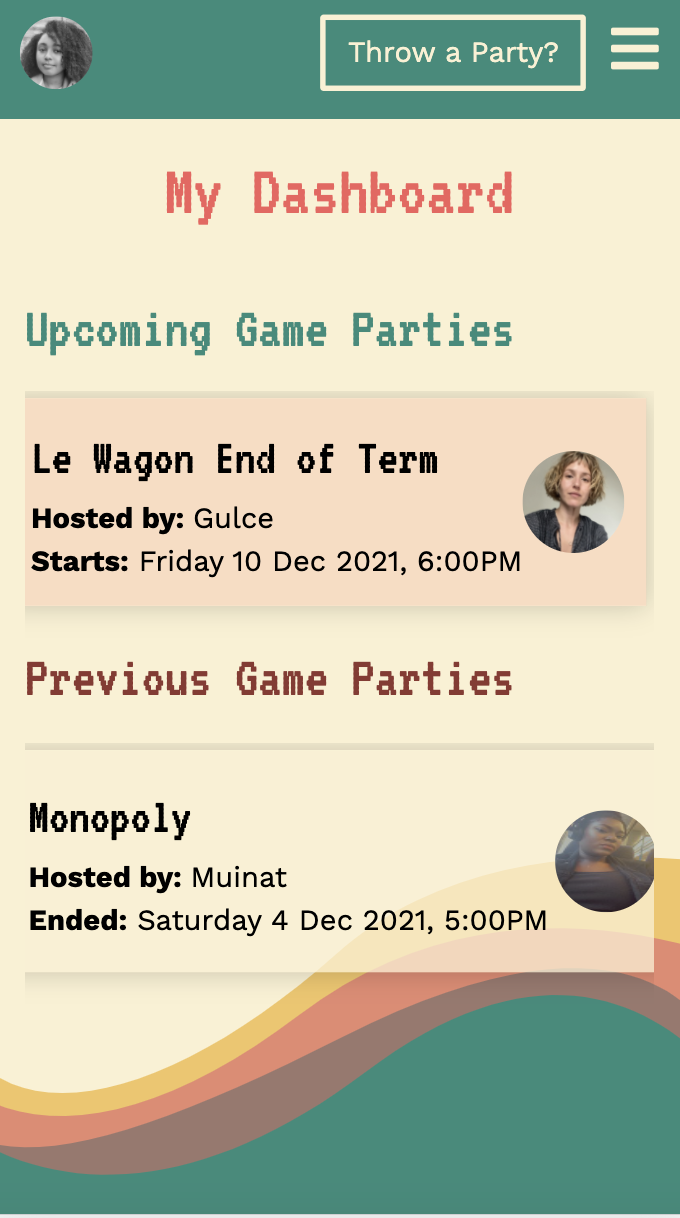 Throw a Party?
My Dashboard
Upcoming Game Parties
Le Wagon End of Term
Hosted by: Gulce
Starts: Friday 10 Dec 2021, 6:00PM
Previous Game Parties
Monopoly
Hosted by: Muinat
Ended: Saturday 4 Dec 2021, 5:00PM